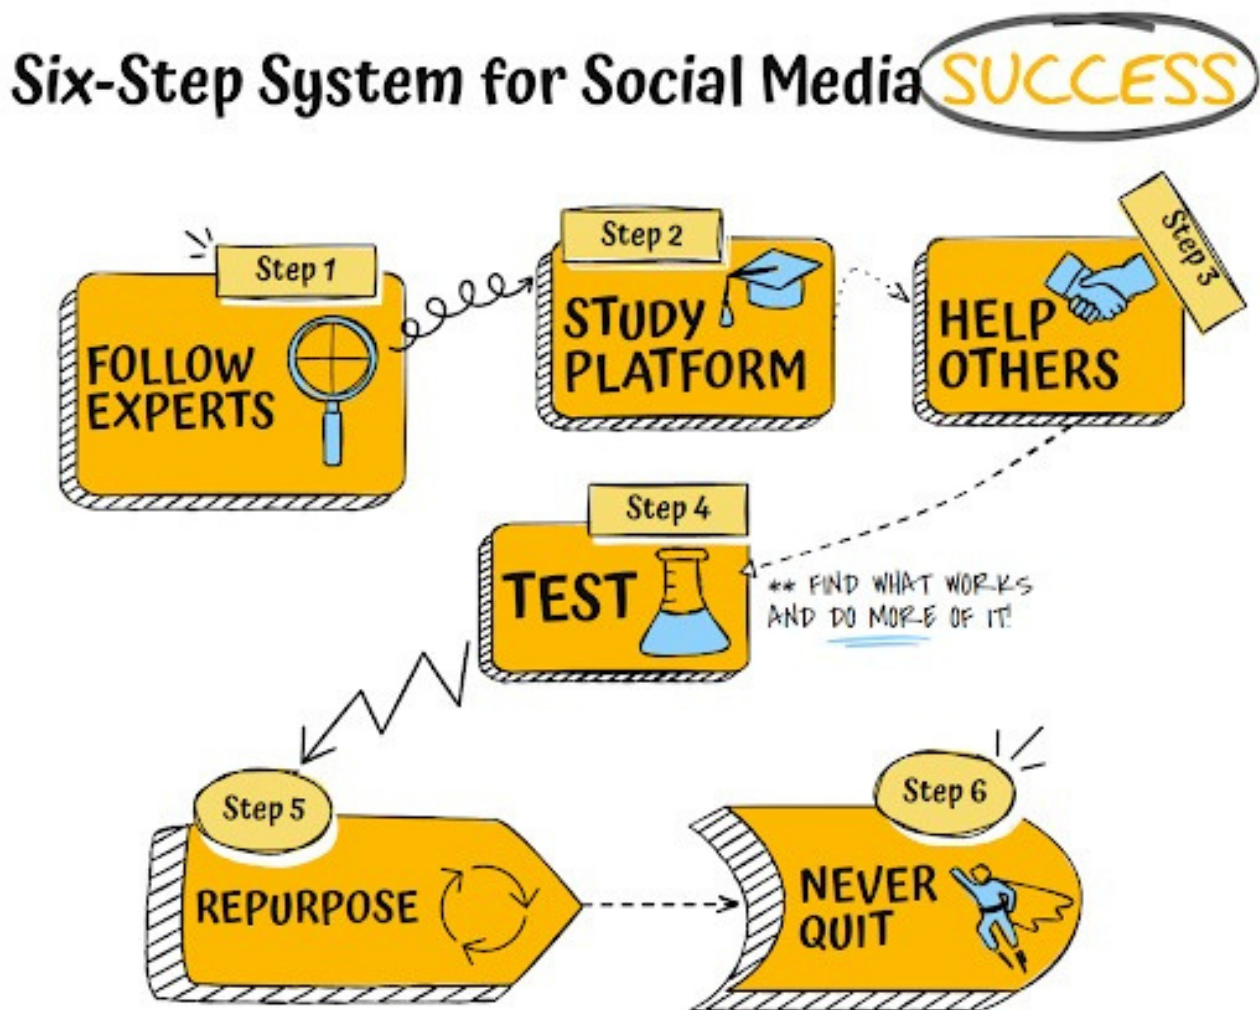 Six-Step System for Social Media SUCCESS
Step 1
FOLLOW
EXPERTS
Step 2
STUDY
PLATFORM
Step 3
HELP
OTHERS
Step 4
TEST
** FIND WHAT WORKS
AND DO MORE OF IT!
Step 5
REPURPOSE
Step 6
NEVER
QUIT